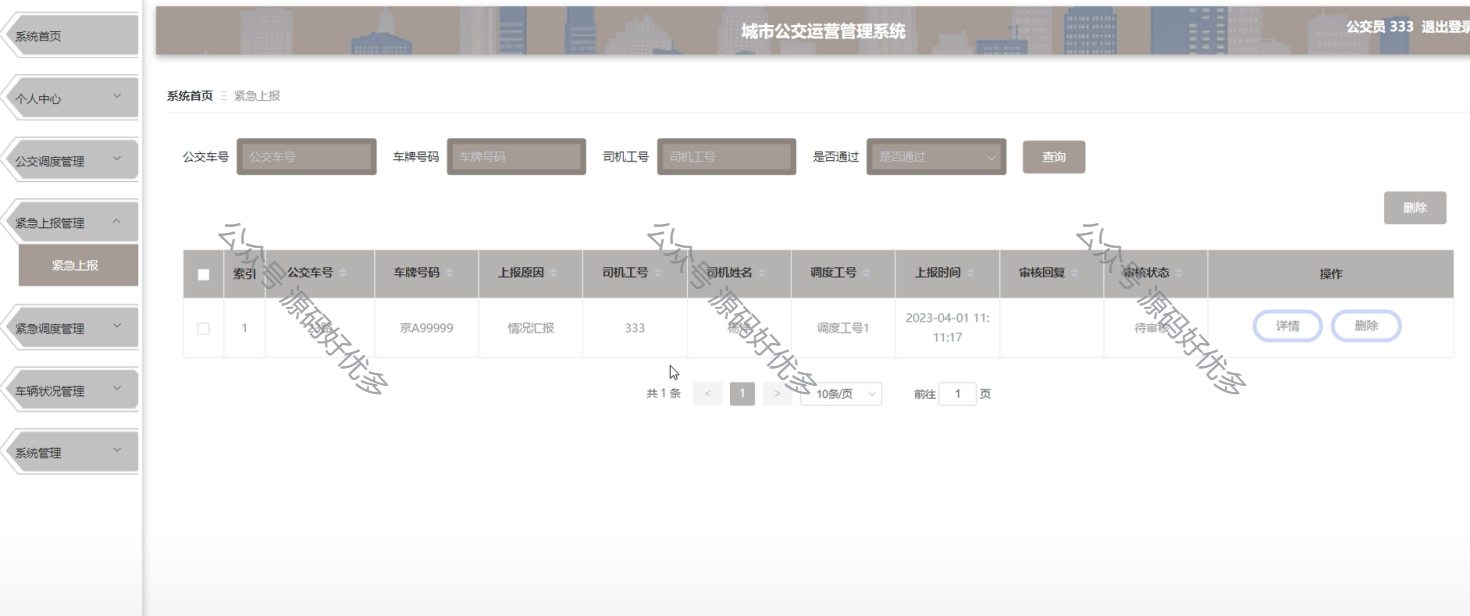 系统首页
个人中心
公交调度管理
紧急上报管理
紧急上报
紧急调度管理
车辆状况管理
系统管理
城市公交运营管理系统
公交员 333 退出登录
系统首页 紧急上报
公交车号 公交车号 车牌号码 车牌号码 司机工号 司机工号 是否通过 是否通过 查询
删除
索引 公交车号 车牌号码 上报原因 司机工号 司机姓名 调度工号 上报时间 审核回复 审核状态 操作
1 京A99999 情况汇报 333 调度工号1 2023-04-01 11:
11:17 待审核 详情 删除
共 1 条 < 1 > 10条/页 前往 1 页
公众号 源码好优多
公众号 源码好优多
公众号 源码好优多